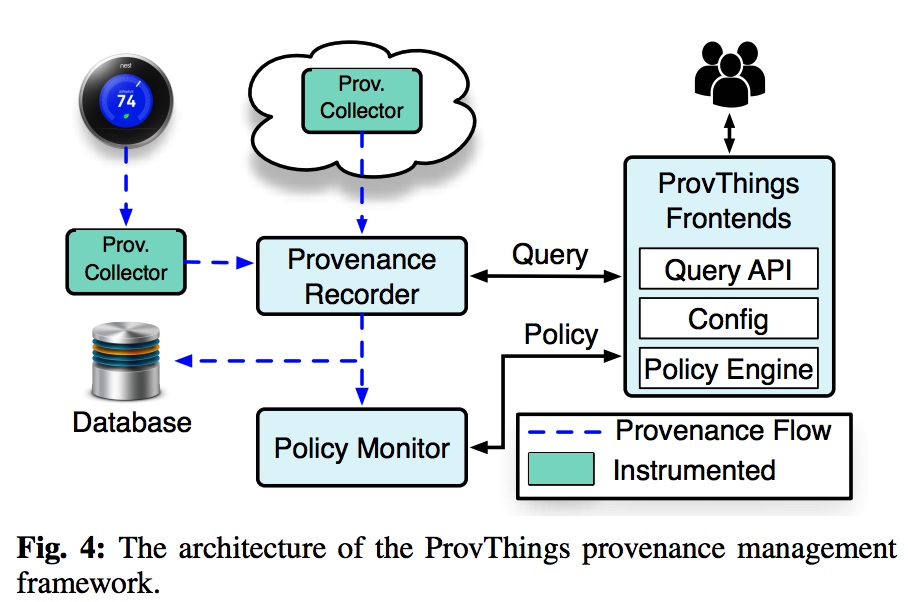 nest
74
Prov.
Collector
Prov.
Collector
Provenance
Recorder
Query
Policy
ProvThings
Frontends
Query API
Config
Policy Engine
Database
Policy Monitor
Provenance Flow
Instrumented
Fig. 4: The architecture of the ProvThings provenance management
framework.